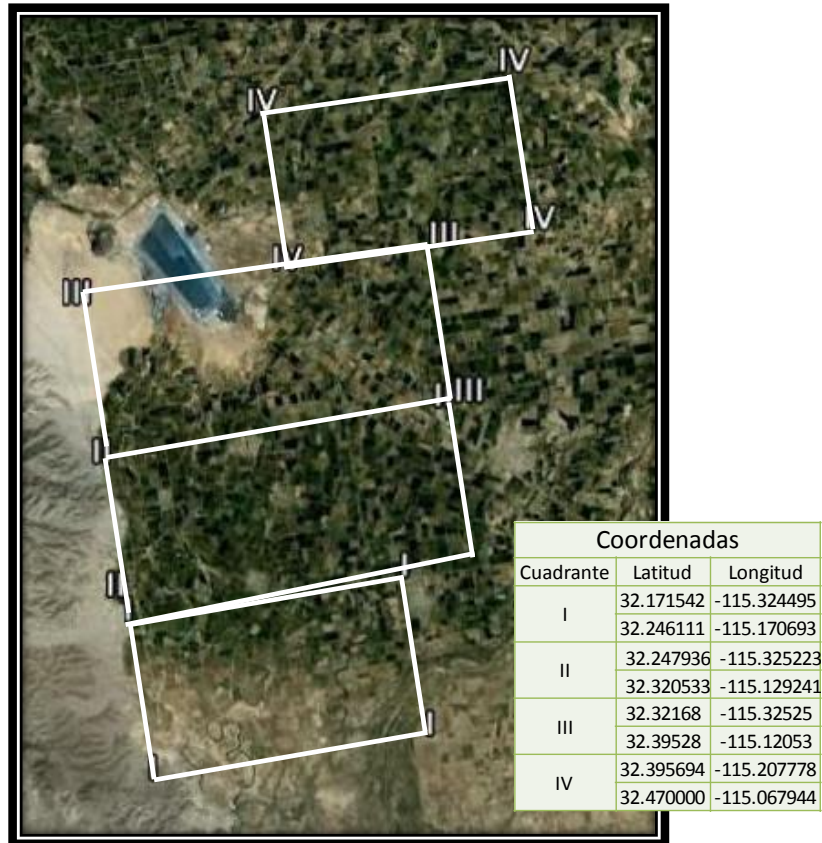 IV
IV
IV
III
IV
III
III
II
II
I
I
I
Coordenadas
Cuadrante Latitud Longitud
I 32.171542 -115.324495
32.246111 -115.170693
II 32.247936 -115.325223
32.320533 -115.129241
III 32.32168 -115.32525
32.39528 -115.12053
IV 32.395694 -115.207778
32.470000 -115.067944